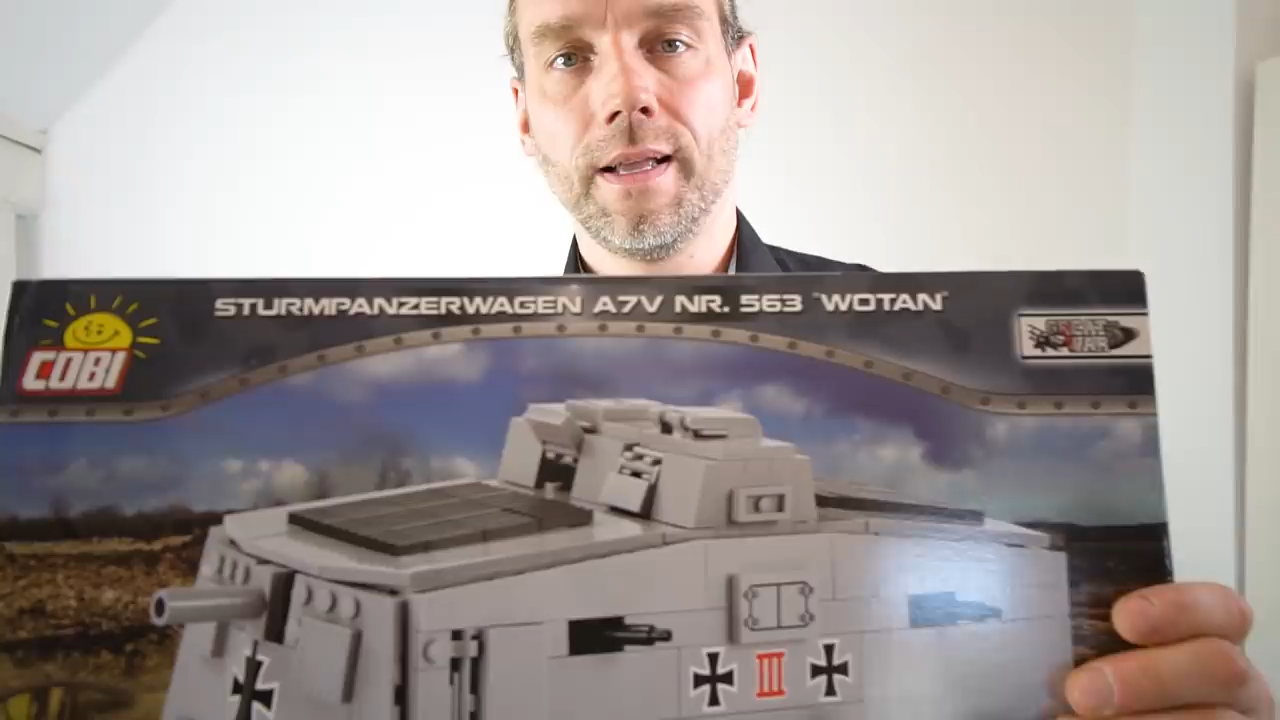 STURMPANZERWAGEN A7V NR. 563 "WOTAN"
COBI
GREAT
WAR
III